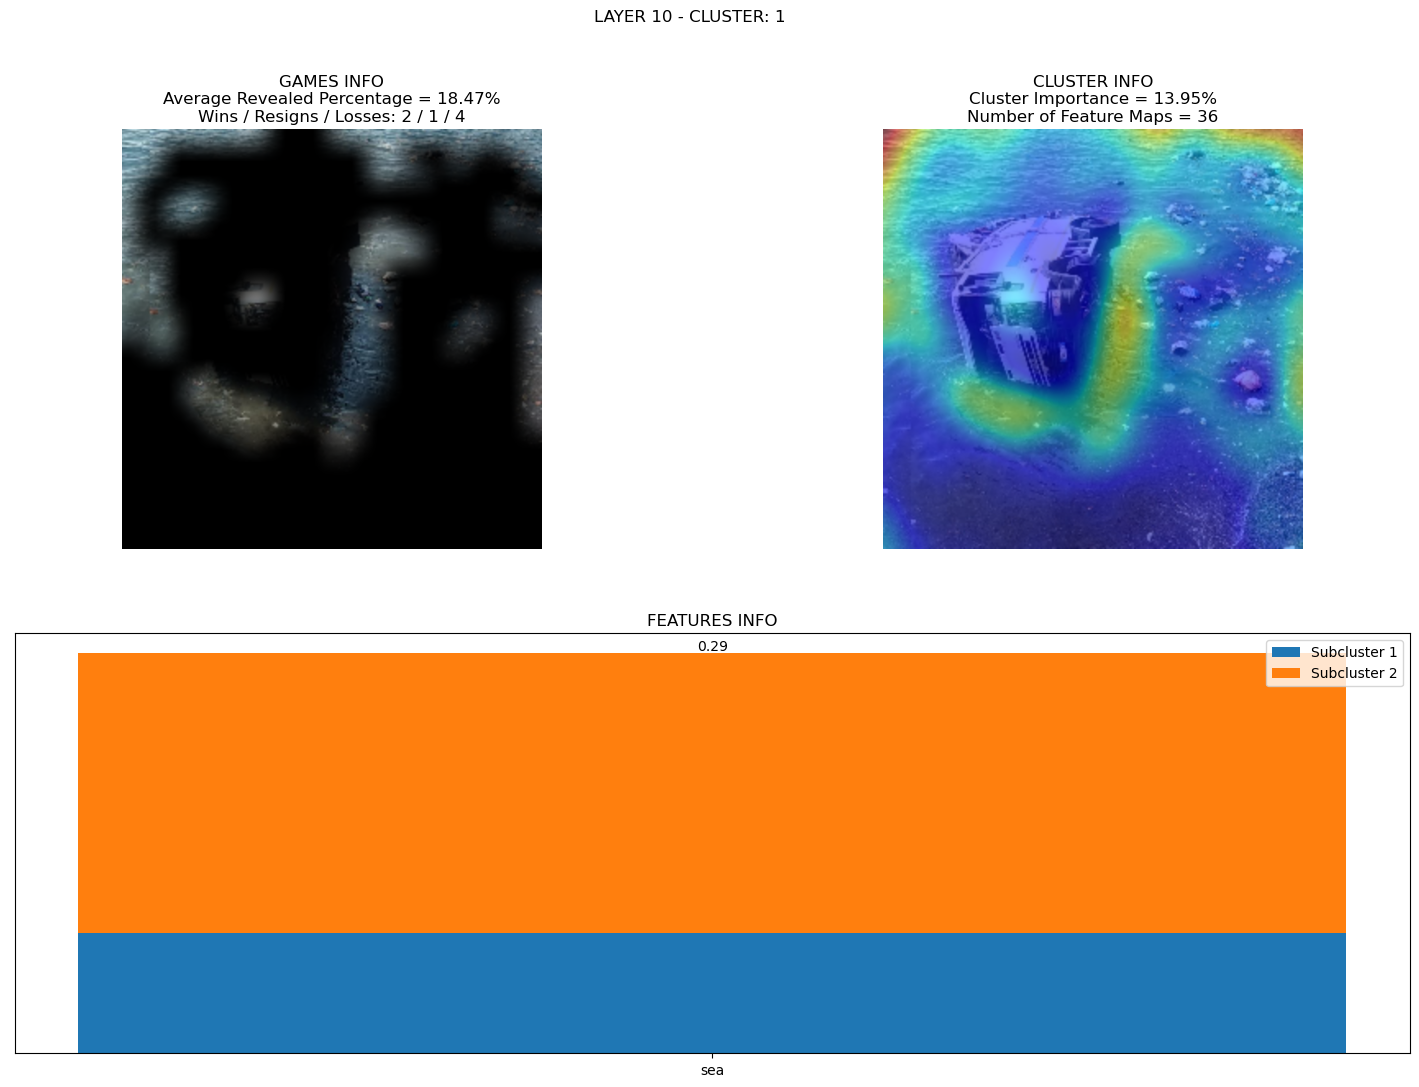 LAYER 10 - CLUSTER: 1
GAMES INFO
Average Revealed Percentage = 18.47%
Wins / Resigns / Losses: 2 / 1 / 4
CLUSTER INFO
Cluster Importance = 13.95%
Number of Feature Maps = 36
FEATURES INFO
0.29
Subcluster 1
Subcluster 2
sea